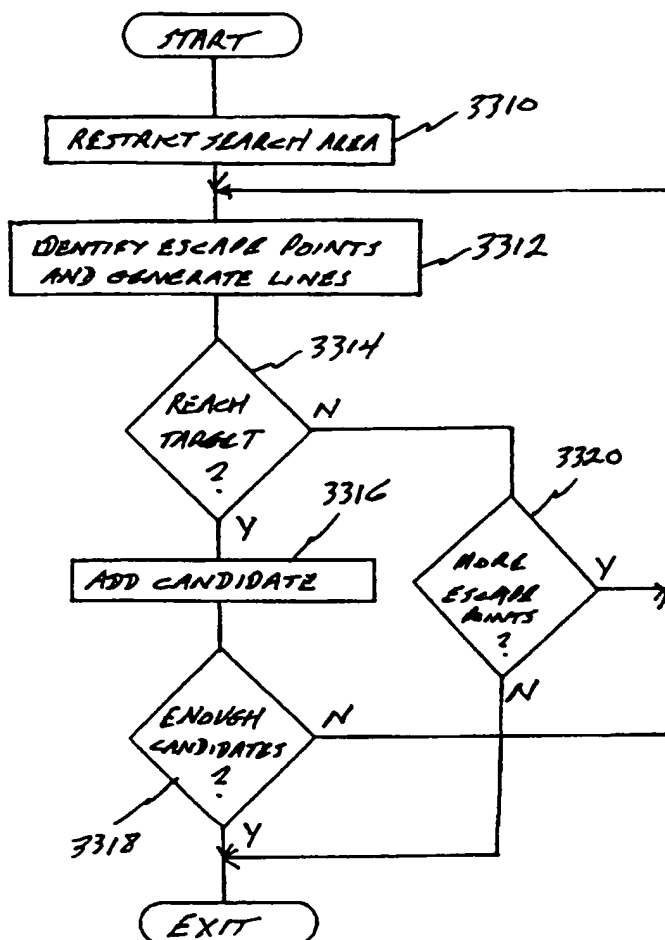 START
3310
RESTRICT SEARCH AREA
IDENTIFY ESCAPE POINTS
AND GENERATE LINES
3312
3314
REACH
TARGET
?
N
Y
3320
3316
ADD CANDIDATE
MORE
ESCAPE
POINTS
?
Y
N
ENOUGH
CANDIDATES
?
N
Y
3318
EXIT